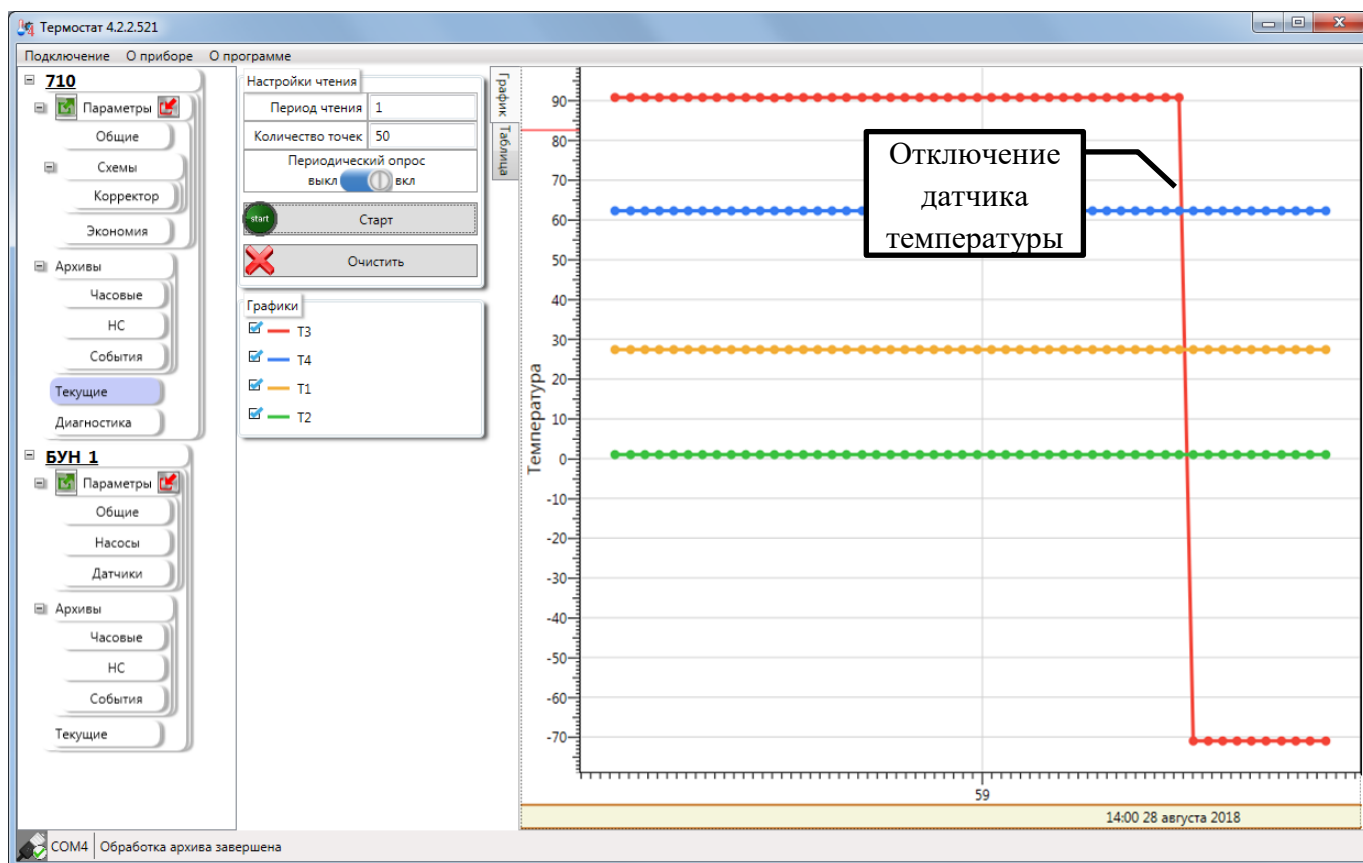 Термостат 4.2.2.521
Подключение О приборе О программе
710
Параметры
Общие
Схемы
Корректор
Экономия
Архивы
Часовые
НС
События
Текущие
Диагностика
БУН 1
Параметры
Общие
Насосы
Датчики
Архивы
Часовые
НС
События
Текущие
Настройки чтения
Период чтения 1
Количество точек 50
Периодический опрос
выкл вкл
start Старт
Очистить
Графики
T3
T4
T1
T2
График
Таблица
Температура
90
80
70
60
50
40
30
20
10
0
-10
-20
-30
-40
-50
-60
-70
Отключение
датчика
температуры
59
14:00 28 августа 2018
COM4 Обработка архива завершена